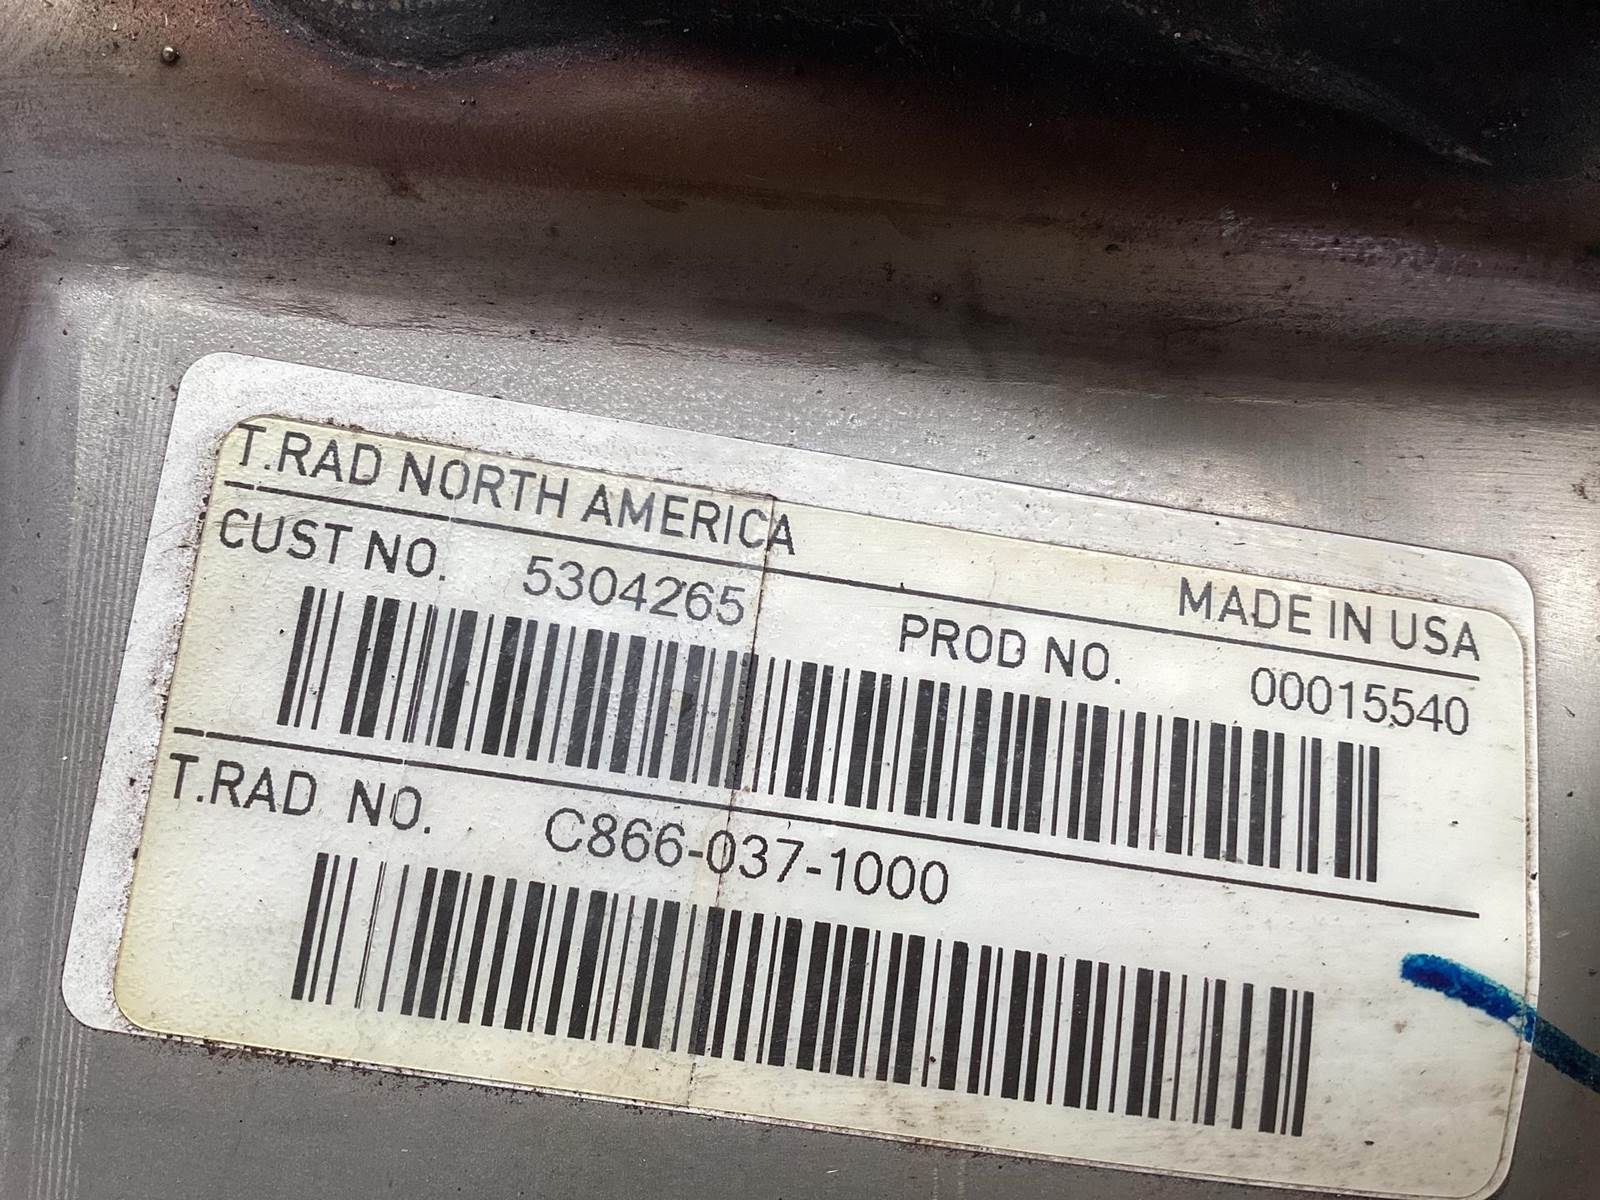 T.RAD NORTH AMERICA MADE IN USA
CUST NO. 5304265 PROD NO. 00015540
T.RAD NO. C866-037-1000